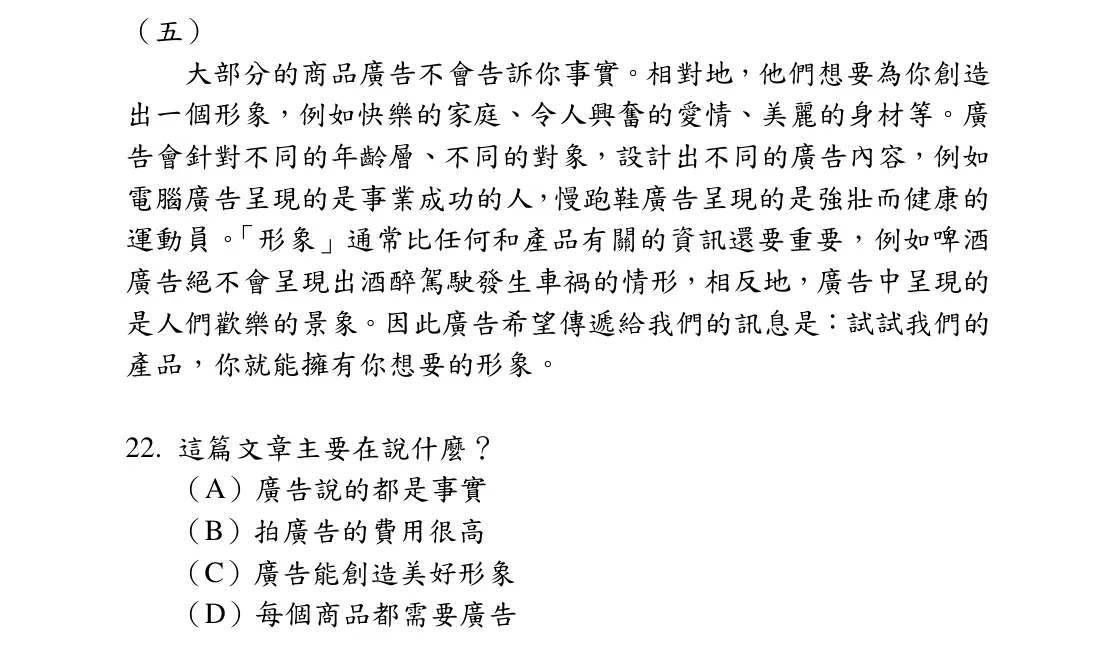 （五）
大部分的商品廣告不會告訴你事實。相對地，他們想要為你創造
出一個形象，例如快樂的家庭、令人興奮的愛情、美麗的身材等。廣
告會針對不同的年齡層、不同的對象，設計出不同的廣告內容，例如
電腦廣告呈現的是事業成功的人，慢跑鞋廣告呈現的是強壯而健康的
運動員。「形象」通常比任何和產品有關的資訊還要重要，例如啤酒
廣告絕不會呈現出酒醉駕駛發生車禍的情形，相反地，廣告中呈現的
是人們歡樂的景象。因此廣告希望傳遞給我們的訊息是：試試我們的
產品，你就能擁有你想要的形象。
22. 這篇文章主要在說什麼？
（A）廣告說的都是事實
（B）拍廣告的費用很高
（C）廣告能創造美好形象
（D）每個商品都需要廣告